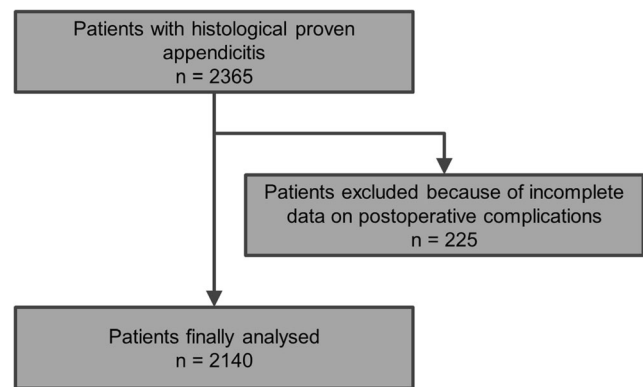 Patients with histological proven
appendicitis
n = 2365
Patients excluded because of incomplete
data on postoperative complications
n = 225
Patients finally analysed
n = 2140